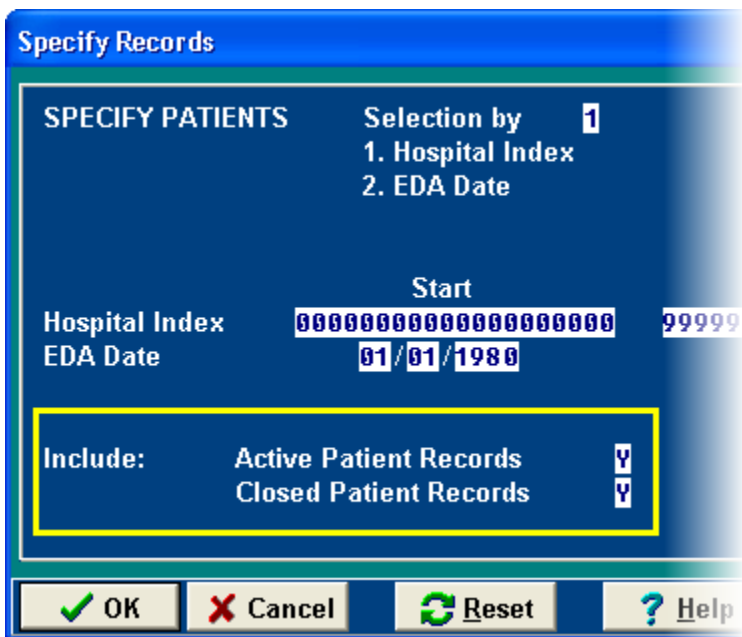 Specify Records
SPECIFY PATIENTS Selection by 1
1. Hospital Index
2. EDA Date
Start
Hospital Index 00000000000000000000 99999
EDA Date 01/01/1980
Include: Active Patient Records Y
Closed Patient Records Y
OK Cancel Reset Help